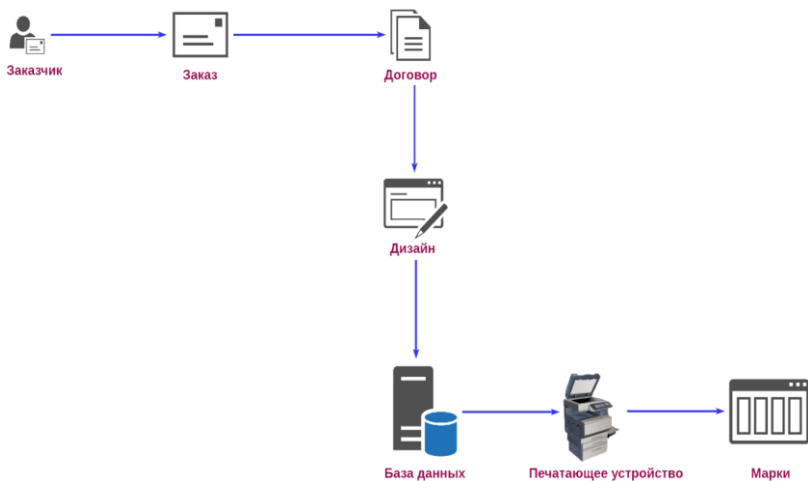 Заказчик
Заказ
Договор
Дизайн
База данных
Печатающее устройство
Марки